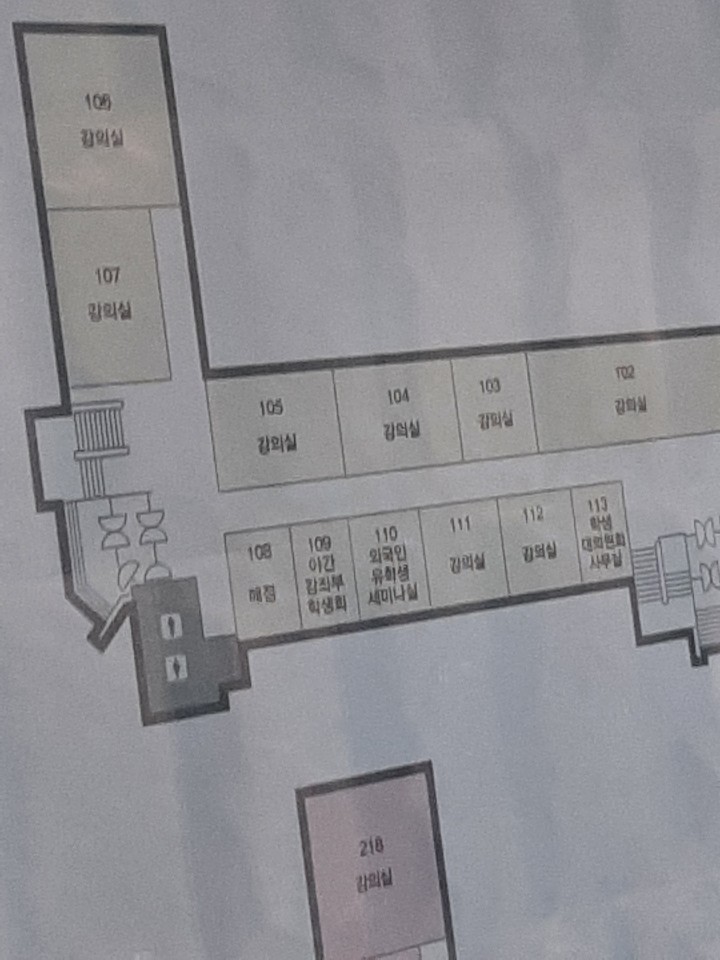 106
강의실
107
강의실
105
강의실
104
강의실
103
강의실
102
강의실
108
매점
109
야간
강좌부
학생회
110
외국인
유학생
세미나실
111
강의실
112
강의실
113
학생
대의원회
사무실
218
강의실